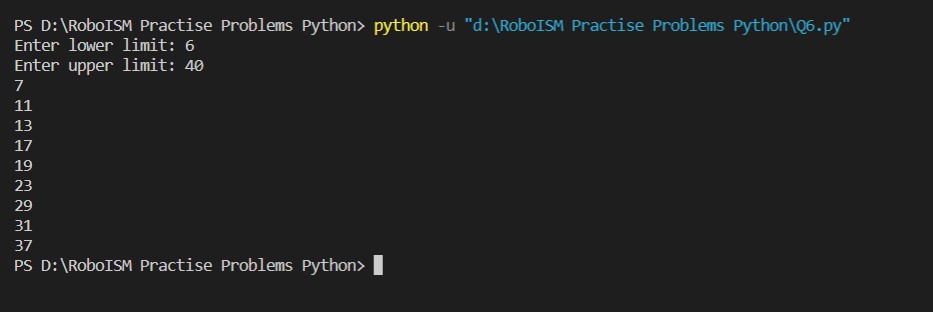 PS D:\RoboISM Practise Problems Python> python -u "d:\RoboISM Practise Problems Python\Q6.py"
Enter lower limit: 6
Enter upper limit: 40
7
11
13
17
19
23
29
31
37
PS D:\RoboISM Practise Problems Python>